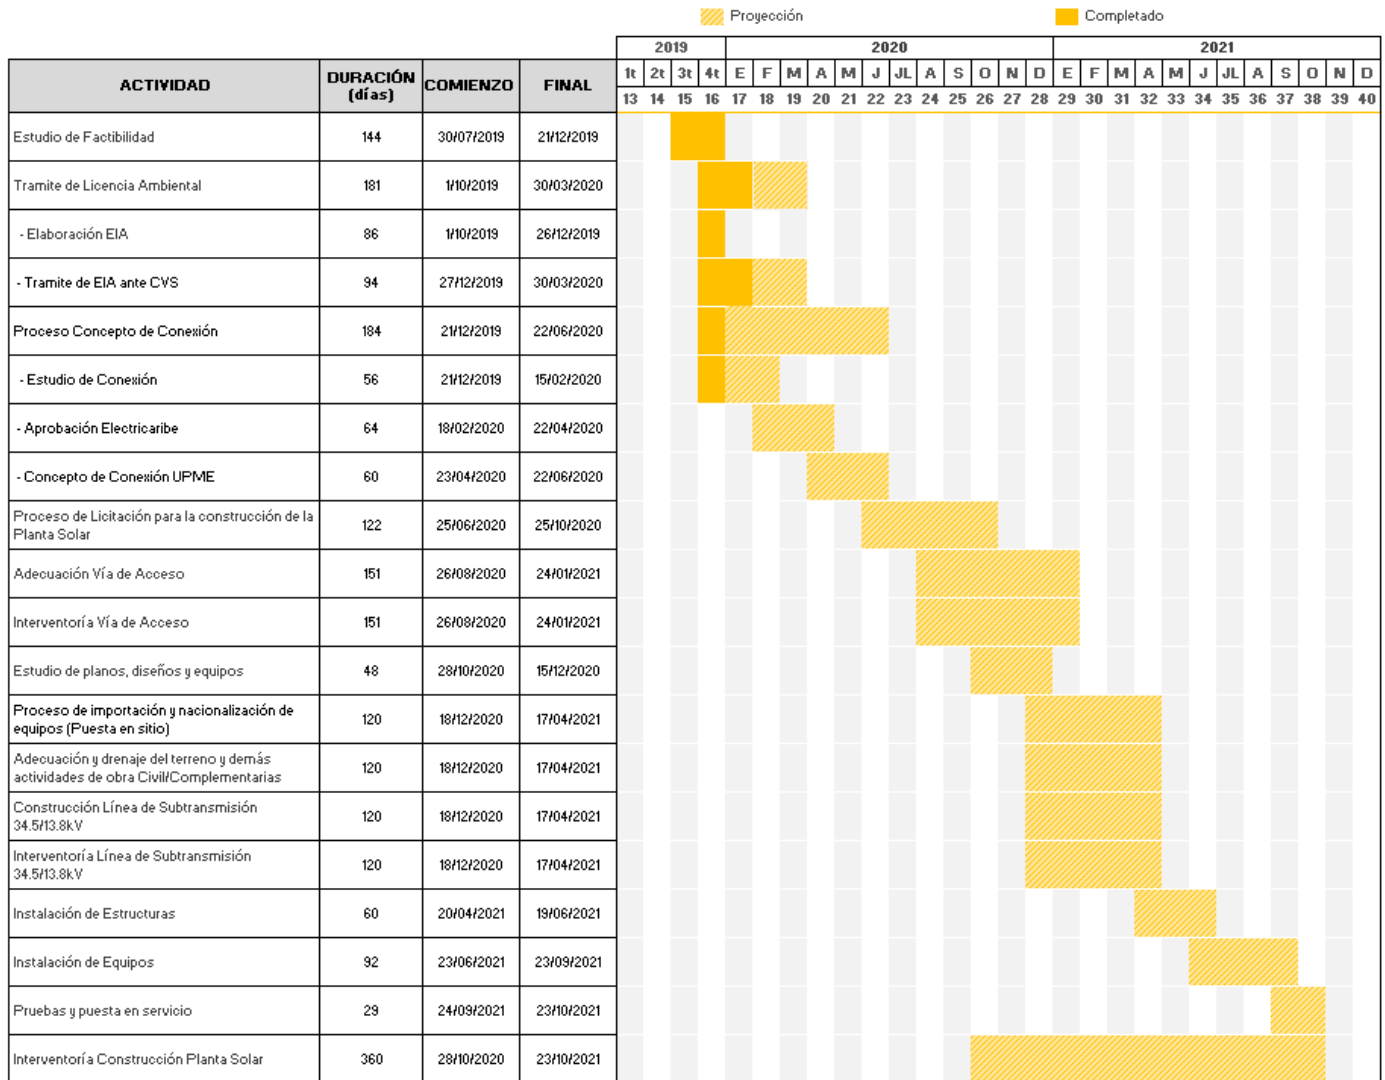 Proyección Completado
2019 2020 2021
ACTIVIDAD DURACIÓN (días) COMIENZO FINAL 1t 2t 3t 4t E F M A M J JL A S O N D E F M A M J JL A S O N D
13 14 15 16 17 18 19 20 21 22 23 24 25 26 27 28 29 30 31 32 33 34 35 36 37 38 39 40
Estudio de Factibilidad 144 30/07/2019 21/12/2019
Tramite de Licencia Ambiental 181 1/10/2019 30/03/2020
- Elaboración EIA 86 1/10/2019 26/12/2019
- Tramite de EIA ante CVS 94 27/12/2019 30/03/2020
Proceso Concepto de Conexión 184 21/12/2019 22/06/2020
- Estudio de Conexión 56 21/12/2019 15/02/2020
- Aprobación Electricaribe 64 18/02/2020 22/04/2020
- Concepto de Conexión UPME 60 23/04/2020 22/06/2020
Proceso de Licitación para la construcción de la
Planta Solar 122 25/06/2020 25/10/2020
Adecuación Vía de Acceso 151 26/08/2020 24/01/2021
Interventoría Vía de Acceso 151 26/08/2020 24/01/2021
Estudio de planos, diseños y equipos 48 28/10/2020 15/12/2020
Proceso de importación y nacionalización de
equipos (Puesta en sitio) 120 18/12/2020 17/04/2021
Adecuación y drenaje del terreno y demás
actividades de obra Civil/Complementarias 120 18/12/2020 17/04/2021
Construcción Línea de Subtransmisión
34.5/13.8kV 120 18/12/2020 17/04/2021
Interventoría Línea de Subtransmisión
34.5/13.8kV 120 18/12/2020 17/04/2021
Instalación de Estructuras 60 20/04/2021 19/06/2021
Instalación de Equipos 92 23/06/2021 23/09/2021
Pruebas y puesta en servicio 29 24/09/2021 23/10/2021
Interventoría Construcción Planta Solar 360 28/10/2020 23/10/2021